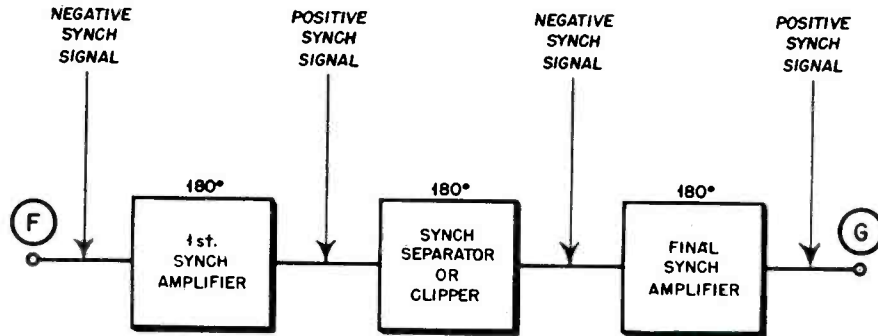 NEGATIVE
SYNCH
SIGNAL
POSITIVE
SYNCH
SIGNAL
NEGATIVE
SYNCH
SIGNAL
POSITIVE
SYNCH
SIGNAL
F
180°
1st.
SYNCH
AMPLIFIER
180°
SYNCH
SEPARATOR
OR
CLIPPER
180°
FINAL
SYNCH
AMPLIFIER
G